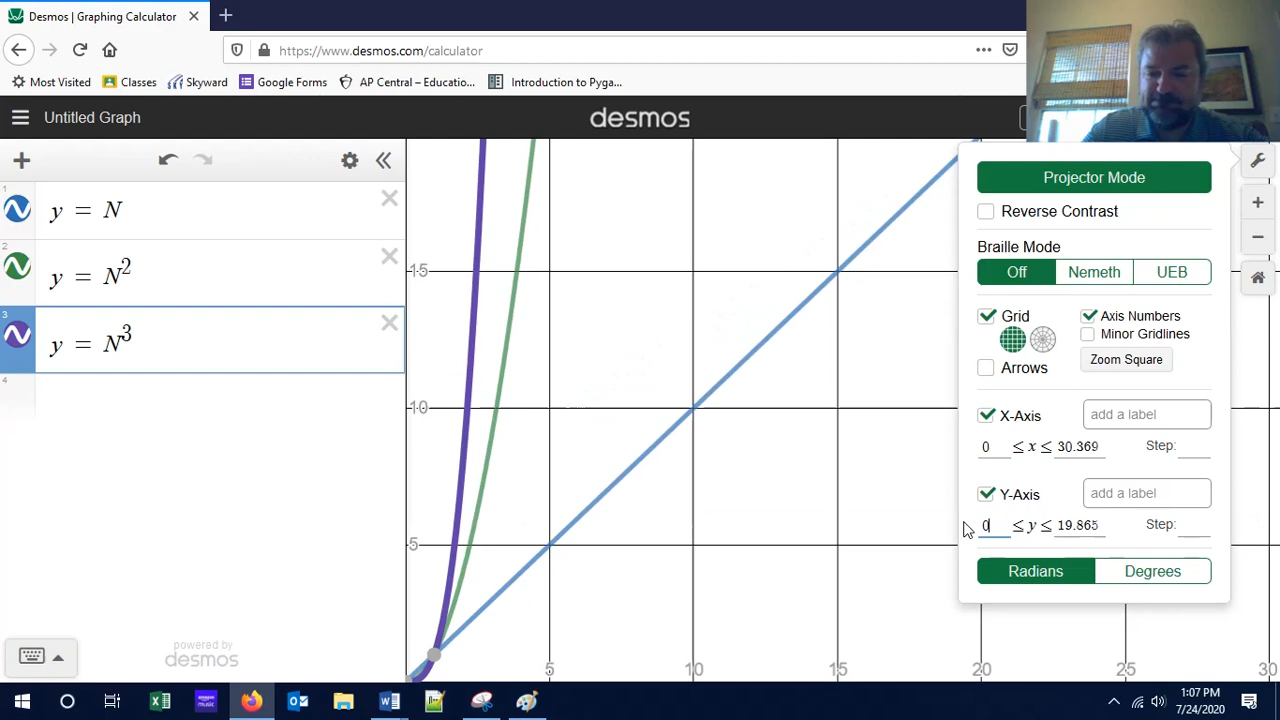 Desmos | Graphing Calculator
https://www.desmos.com/calculator
Most Visited
Classes
Skyward
Google Forms
AP Central – Educatio...
Introduction to Pyga...
Untitled Graph
desmos
1
y = N
2
y = N²
3
y = N³
4
15
10
5
5
10
15
20
25
30
Projector Mode
Reverse Contrast
Braille Mode
Off Nemeth UEB
Grid
Axis Numbers
Minor Gridlines
Zoom Square
Arrows
X-Axis
add a label
0 ≤ x ≤ 30.369 Step:
Y-Axis
add a label
0 ≤ y ≤ 19.865 Step:
Radians Degrees
powered by
desmos
1:07 PM
7/24/2020